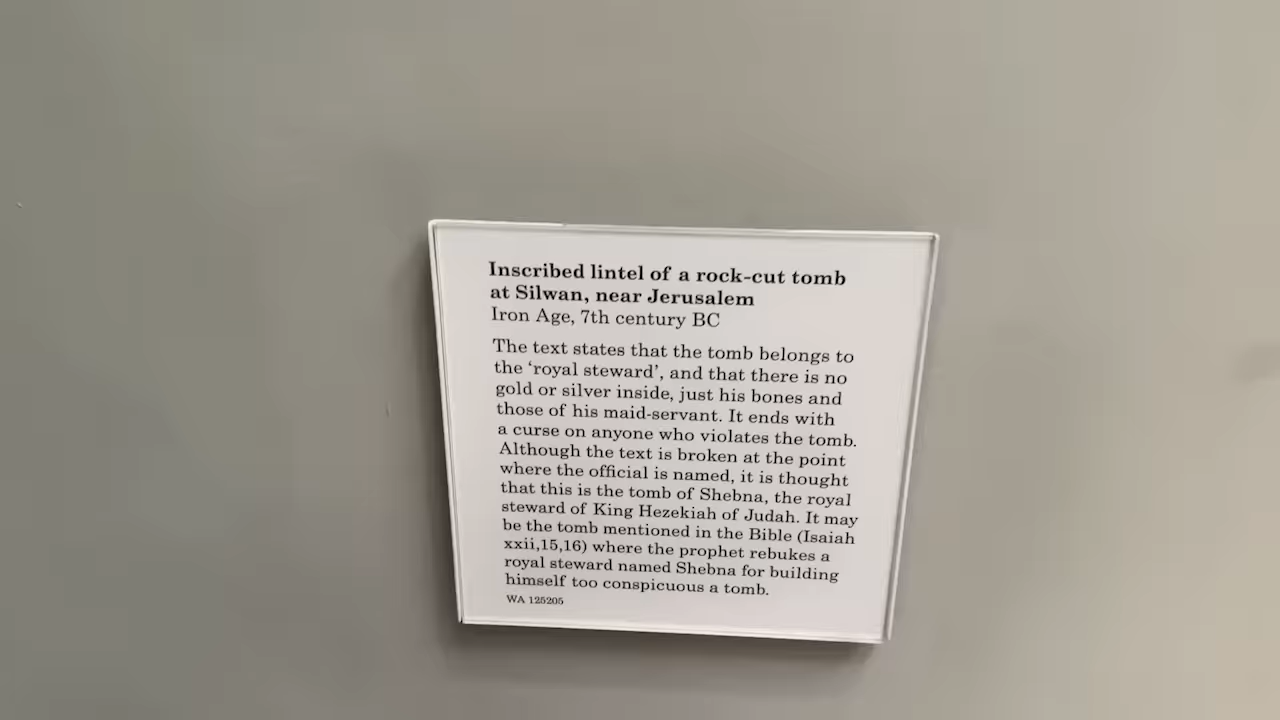 Inscribed lintel of a rock-cut tomb
at Silwan, near Jerusalem
Iron Age, 7th century BC
The text states that the tomb belongs to
the ‘royal steward’, and that there is no
gold or silver inside, just his bones and
those of his maid-servant. It ends with
a curse on anyone who violates the tomb.
Although the text is broken at the point
where the official is named, it is thought
that this is the tomb of Shebna, the royal
steward of King Hezekiah of Judah. It may
be the tomb mentioned in the Bible (Isaiah
xxii,15,16) where the prophet rebukes a
royal steward named Shebna for building
himself too conspicuous a tomb.
WA 125205